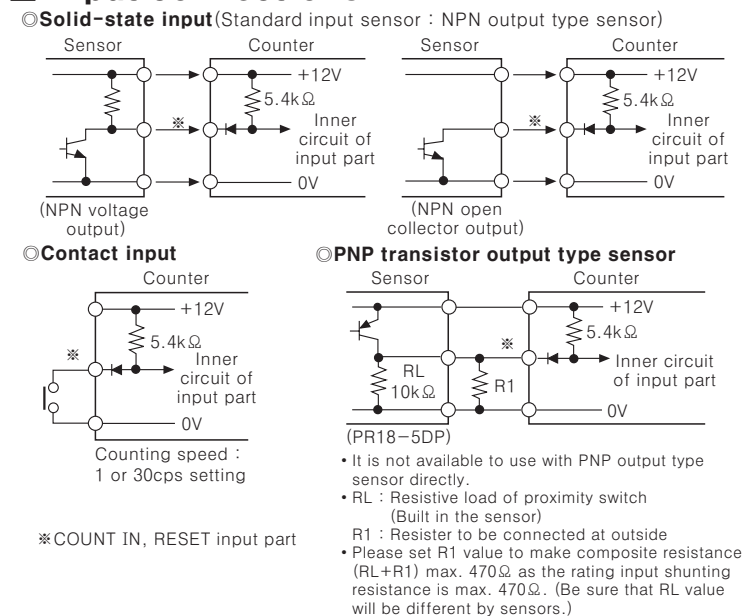 ◎Solid-state input(Standard input sensor : NPN output type sensor)
Sensor
Counter
+12V
5.4kΩ
Inner
circuit of
input part
※
0V
(NPN voltage
output)
Sensor
Counter
+12V
5.4kΩ
Inner
circuit of
input part
※
0V
(NPN open
collector output)
◎Contact input
Counter
+12V
5.4kΩ
※
Inner
circuit of
input part
0V
Counting speed :
1 or 30cps setting
※COUNT IN, RESET input part
◎PNP transistor output type sensor
Sensor
Counter
+12V
5.4kΩ
※
Inner circuit
of input part
RL
10kΩ
R1
0V
(PR18-5DP)
• It is not available to use with PNP output type
sensor directly.
• RL : Resistive load of proximity switch
(Built in the sensor)
R1 : Resister to be connected at outside
• Please set R1 value to make composite resistance
(RL+R1) max. 470Ω as the rating input shunting
resistance is max. 470Ω. (Be sure that RL value
will be different by sensors.)